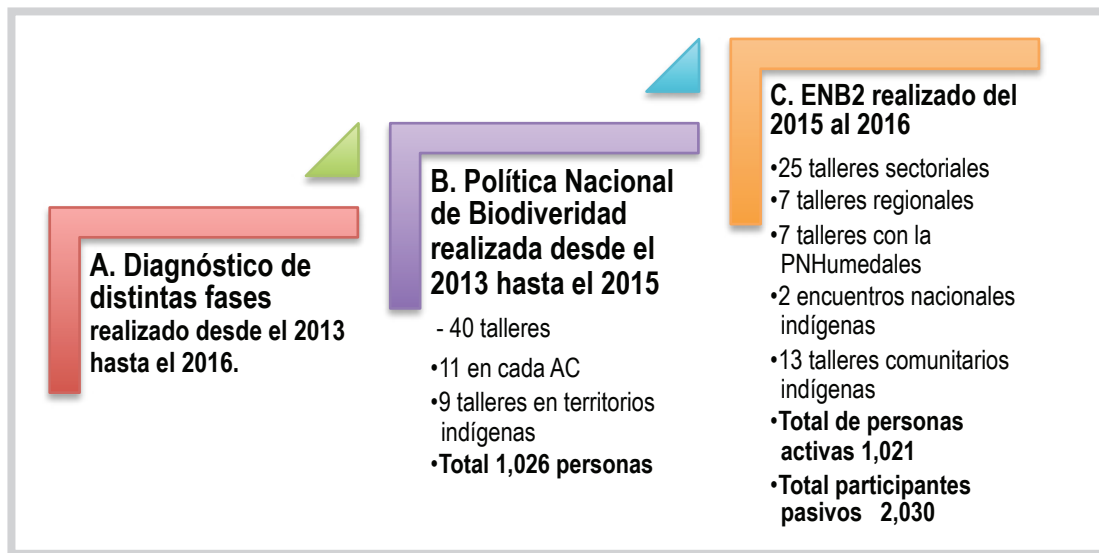 A. Diagnóstico de
distintas fases
realizado desde el 2013
hasta el 2016.
B. Política Nacional
de Biodiveridad
realizada desde el
2013 hasta el 2015
- 40 talleres
•11 en cada AC
•9 talleres en territorios
indígenas
•Total 1,026 personas
C. ENB2 realizado del
2015 al 2016
•25 talleres sectoriales
•7 talleres regionales
•7 talleres con la
PNHumedales
•2 encuentros nacionales
indígenas
•13 talleres comunitarios
indígenas
•Total de personas
activas 1,021
•Total participantes
pasivos 2,030